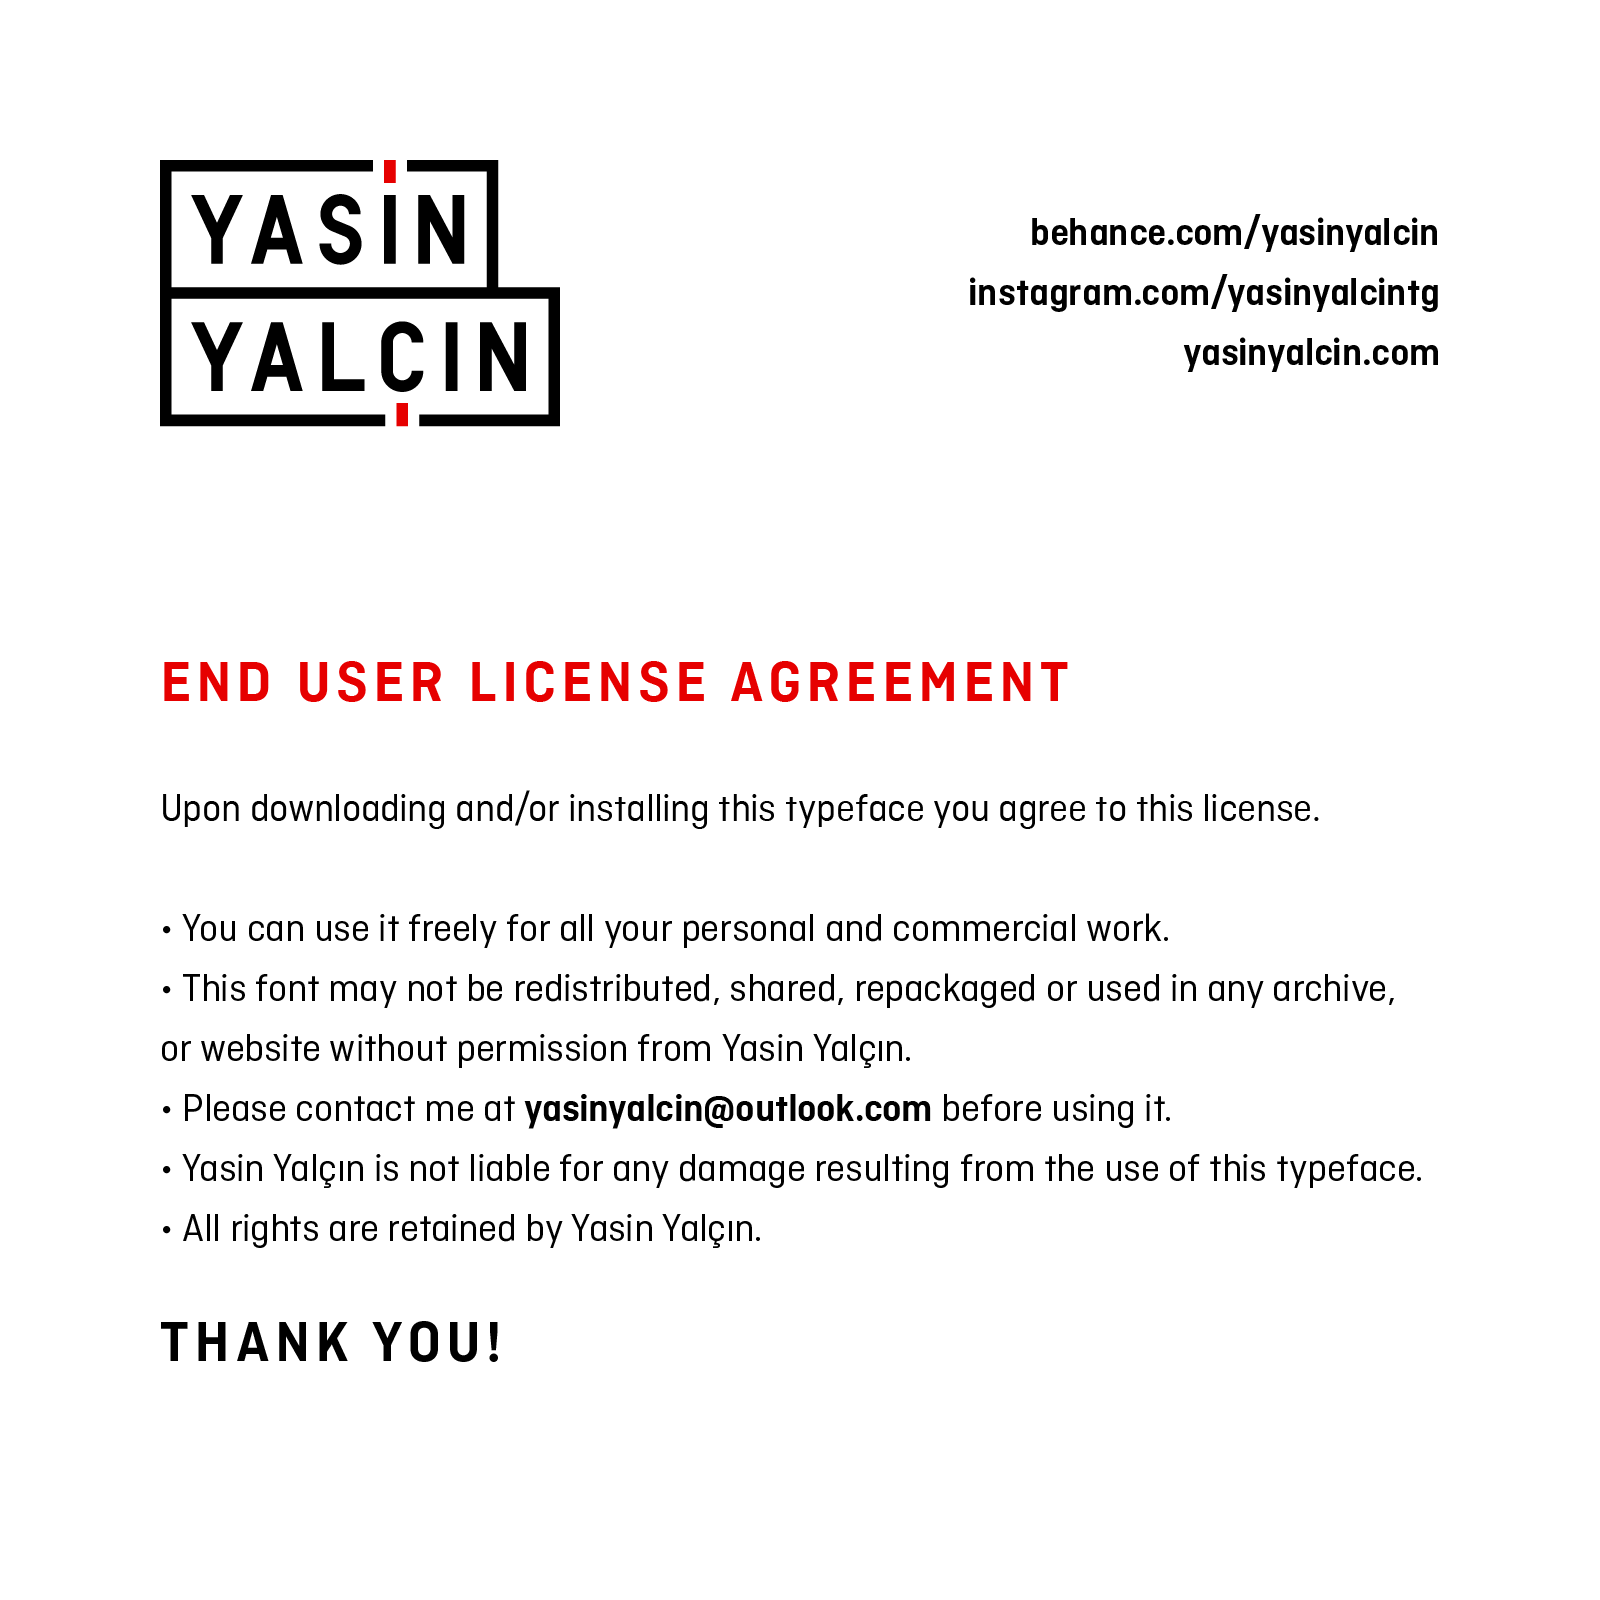 YASİN
YALÇIN
behance.com/yasinyalcin
instagram.com/yasinyalcintg
yasinyalcin.com
END USER LICENSE AGREEMENT
Upon downloading and/or installing this typeface you agree to this license.
• You can use it freely for all your personal and commercial work.
• This font may not be redistributed, shared, repackaged or used in any archive,
or website without permission from Yasin Yalçın.
• Please contact me at yasinyalcin@outlook.com before using it.
• Yasin Yalçın is not liable for any damage resulting from the use of this typeface.
• All rights are retained by Yasin Yalçın.
THANK YOU!